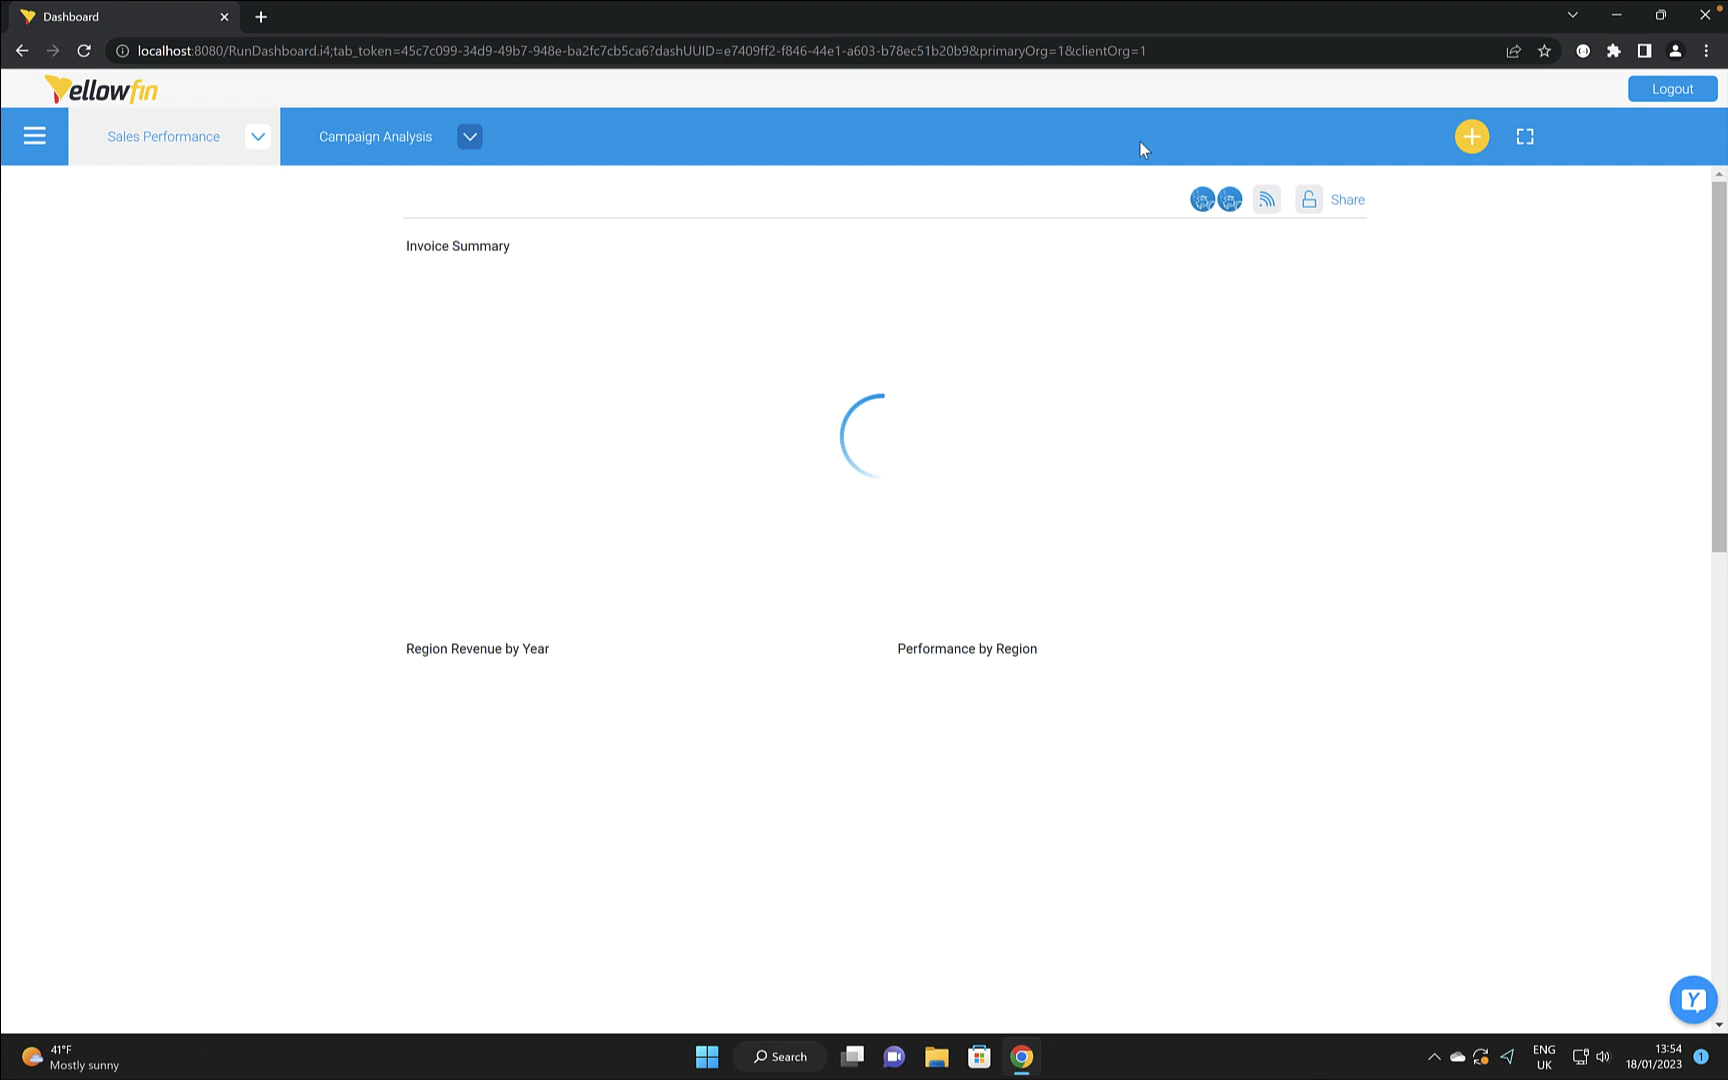 Dashboard
localhost:8080/RunDashboard.i4;tab_token=45c7c099-34d9-49b7-948e-ba2fc7cb5ca6?dashUUID=e7409ff2-f846-44e1-a603-b78ec51b20b9&primaryOrg=1&clientOrg=1
Yellowfin
Logout
Sales Performance
Campaign Analysis
Share
Invoice Summary
Region Revenue by Year
Performance by Region
Y
41°F
Mostly sunny
Search
ENG
UK
13:54
18/01/2023
1